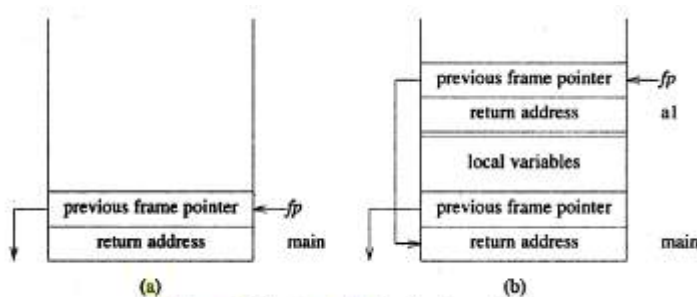 previous frame pointer fp
return address main
(a)
previous frame pointer fp
return address a1
local variables
previous frame pointer
return address main
(b)